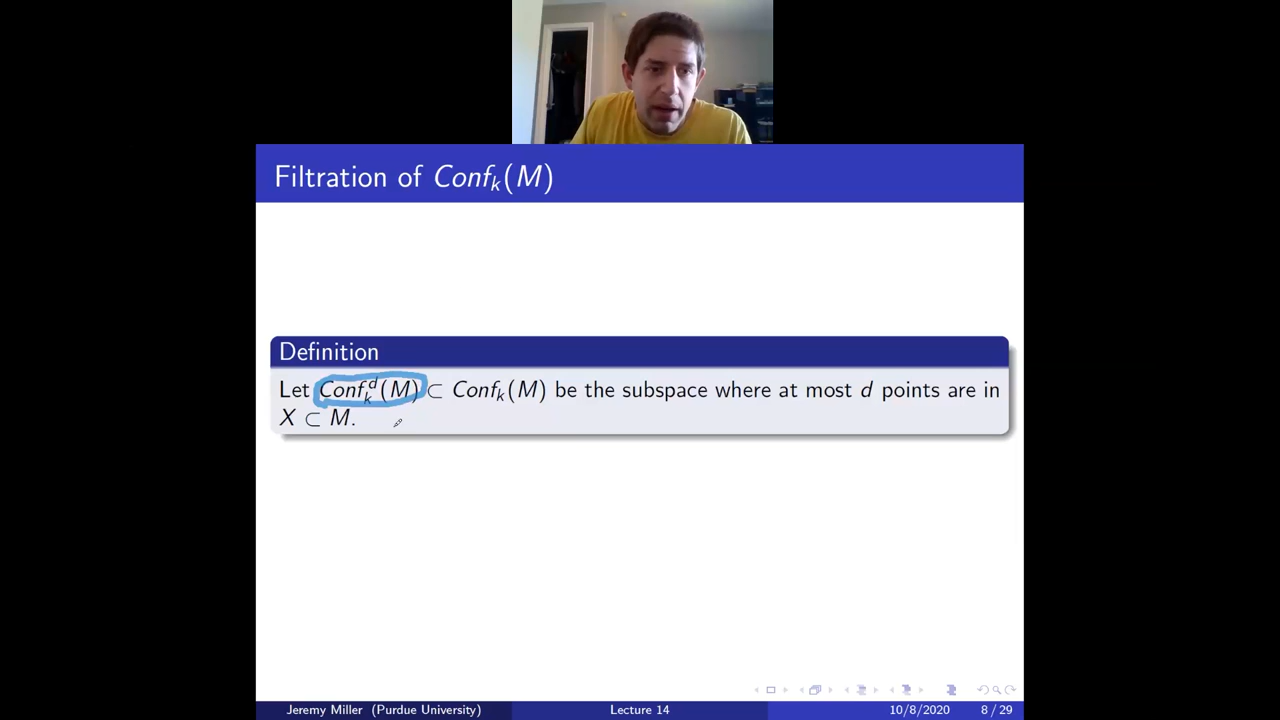 Filtration of Conf_k(M)
Definition
Let Conf_k^d(M) ⊂ Conf_k(M) be the subspace where at most d points are in
X ⊂ M.
Jeremy Miller (Purdue University) Lecture 14 10/8/2020 8 / 29